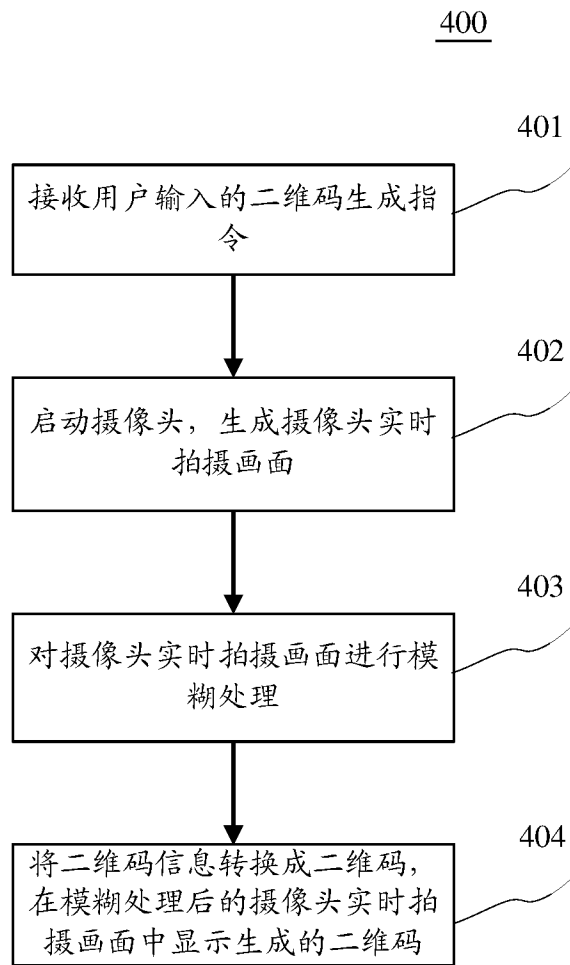 400
401
接收用户输入的二维码生成指
令
402
启动摄像头，生成摄像头实时
拍摄画面
403
对摄像头实时拍摄画面进行模
糊处理
404
将二维码信息转换成二维码，
在模糊处理后的摄像头实时拍
摄画面中显示生成的二维码